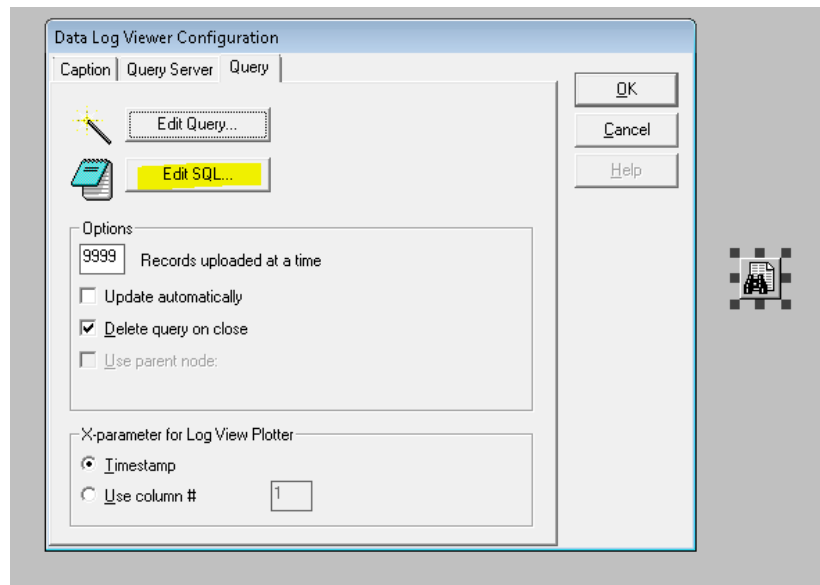 Data Log Viewer Configuration
Caption Query Server Query
OK
Edit Query...
Cancel
Edit SQL...
Help
Options
9999 Records uploaded at a time
Update automatically
Delete query on close
Use parent node:
X-parameter for Log View Plotter
Timestamp
Use column # 1